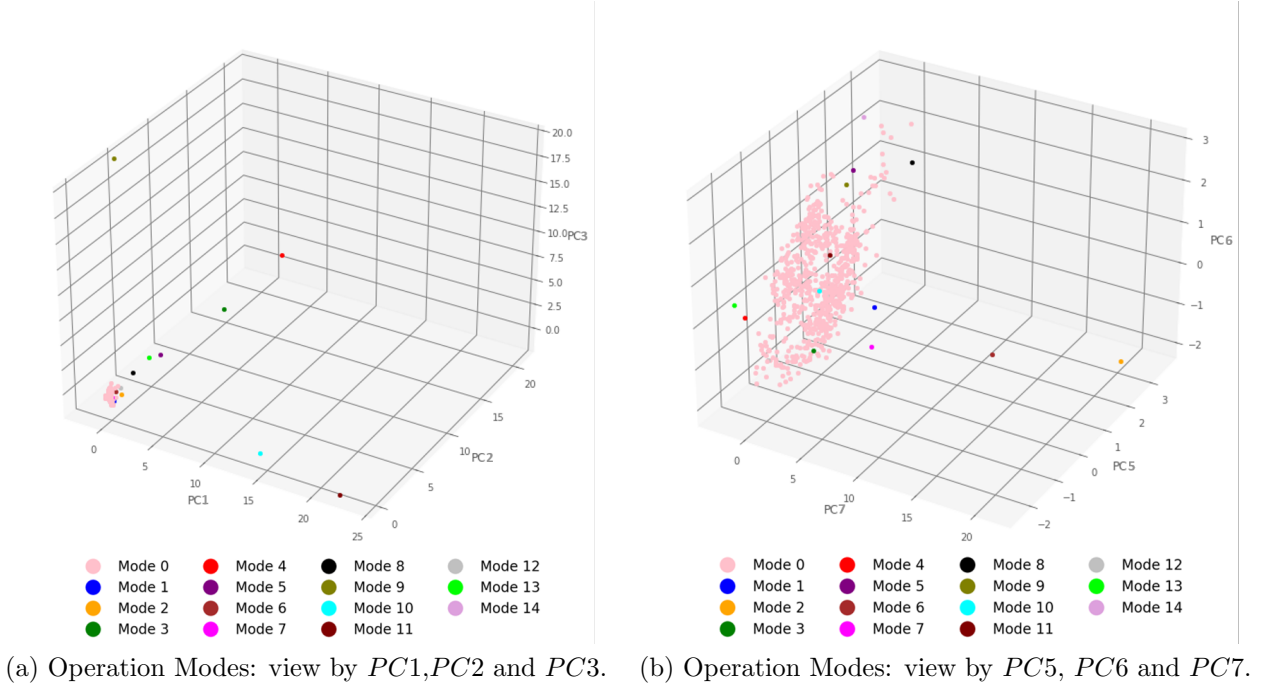 20.0
17.5
15.0
12.5
10.0
PC3
7.5
5.0
2.5
0.0
20
15
10
PC2
5
0
0
5
10
PC1
15
20
25
Mode 0
Mode 4
Mode 8
Mode 12
Mode 1
Mode 5
Mode 9
Mode 13
Mode 2
Mode 6
Mode 10
Mode 14
Mode 3
Mode 7
Mode 11
(a) Operation Modes: view by PC1,PC2 and PC3.
3
2
1
PC6
0
−1
−2
3
2
1
PC5
0
−1
−2
0
5
10
PC7
15
20
Mode 0
Mode 4
Mode 8
Mode 12
Mode 1
Mode 5
Mode 9
Mode 13
Mode 2
Mode 6
Mode 10
Mode 14
Mode 3
Mode 7
Mode 11
(b) Operation Modes: view by PC5, PC6 and PC7.